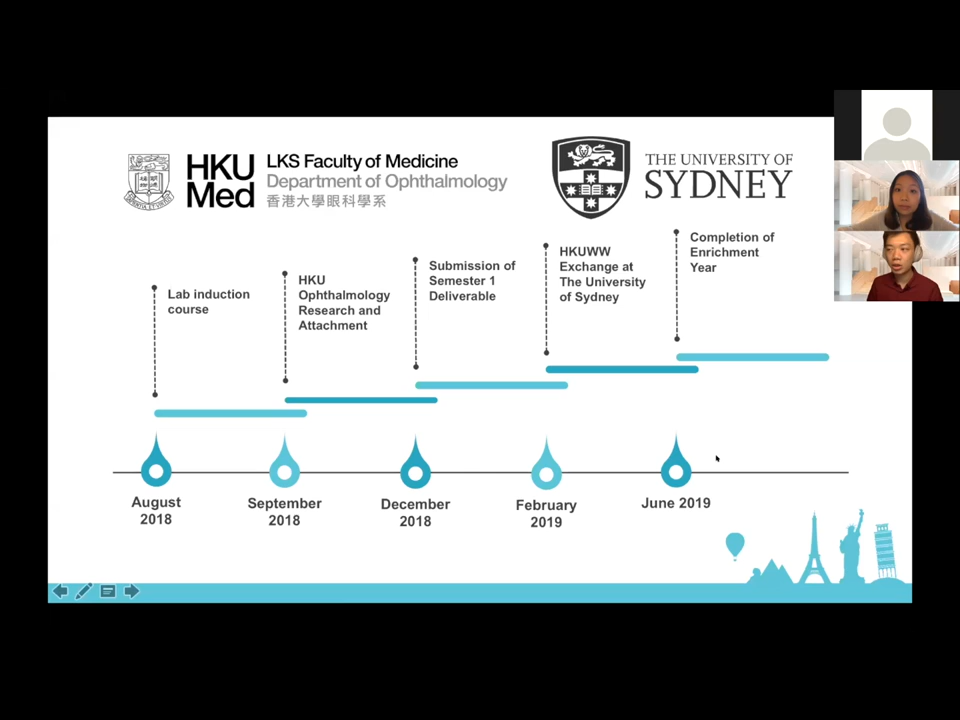 HKU
Med
LKS Faculty of Medicine
Department of Ophthalmology
香港大學眼科學系
THE UNIVERSITY OF
SYDNEY
Lab induction
course
HKU
Ophthalmology
Research and
Attachment
Submission of
Semester 1
Deliverable
HKUWW
Exchange at
The University
of Sydney
Completion of
Enrichment
Year
August
2018
September
2018
December
2018
February
2019
June 2019